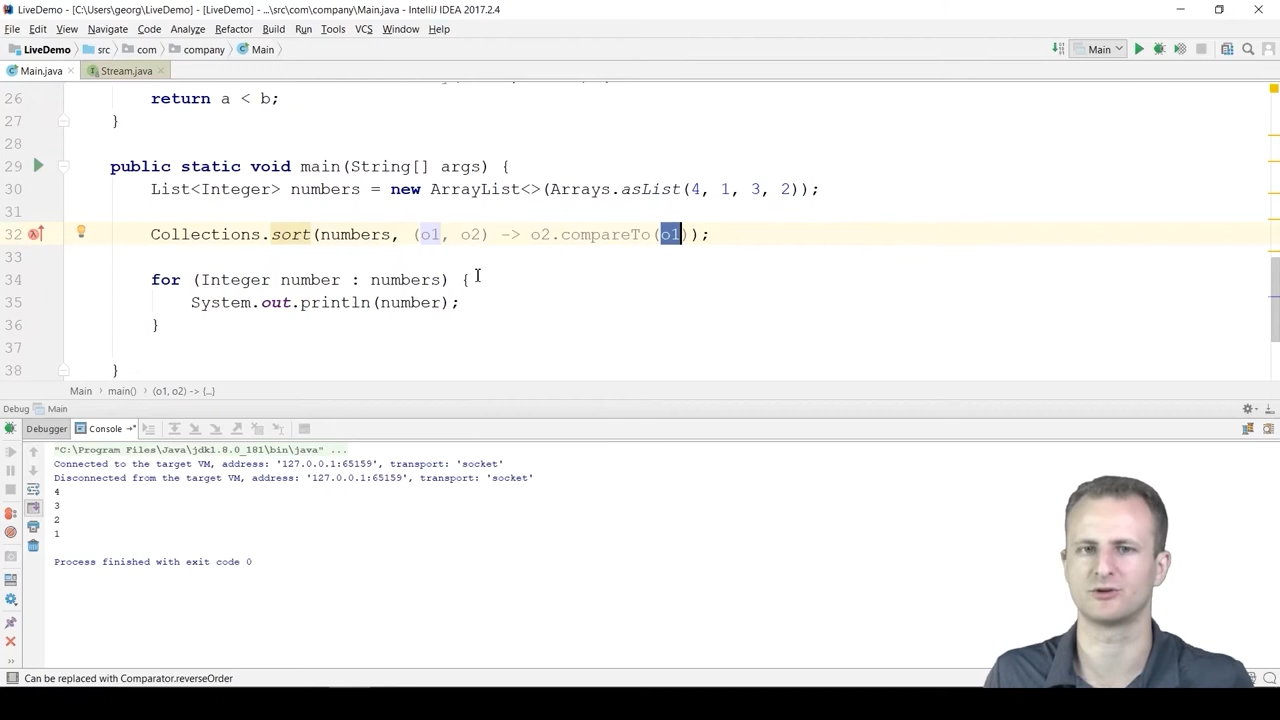 LiveDemo - [C:\Users\georg\LiveDemo] - [LiveDemo] - ...\src\com\company\Main.java - IntelliJ IDEA 2017.2.4
File Edit View Navigate Code Analyze Refactor Build Run Tools VCS Window Help
LiveDemo src com company Main Main
Main.java Stream.java
26 return a < b;
27 }
28
29 public static void main(String[] args) {
30 List<Integer> numbers = new ArrayList<>(Arrays.asList(4, 1, 3, 2));
31
32 Collections.sort(numbers, (o1, o2) -> o2.compareTo(o1));
33
34 for (Integer number : numbers) {
35 System.out.println(number);
36 }
37
38 }
Main main() (o1, o2) -> {...}
Debug Main
Debugger Console
"C:\Program Files\Java\jdk1.8.0_181\bin\java" ...
Connected to the target VM, address: '127.0.0.1:65159', transport: 'socket'
Disconnected from the target VM, address: '127.0.0.1:65159', transport: 'socket'
4
3
2
1
Process finished with exit code 0
Can be replaced with Comparator.reverseOrder